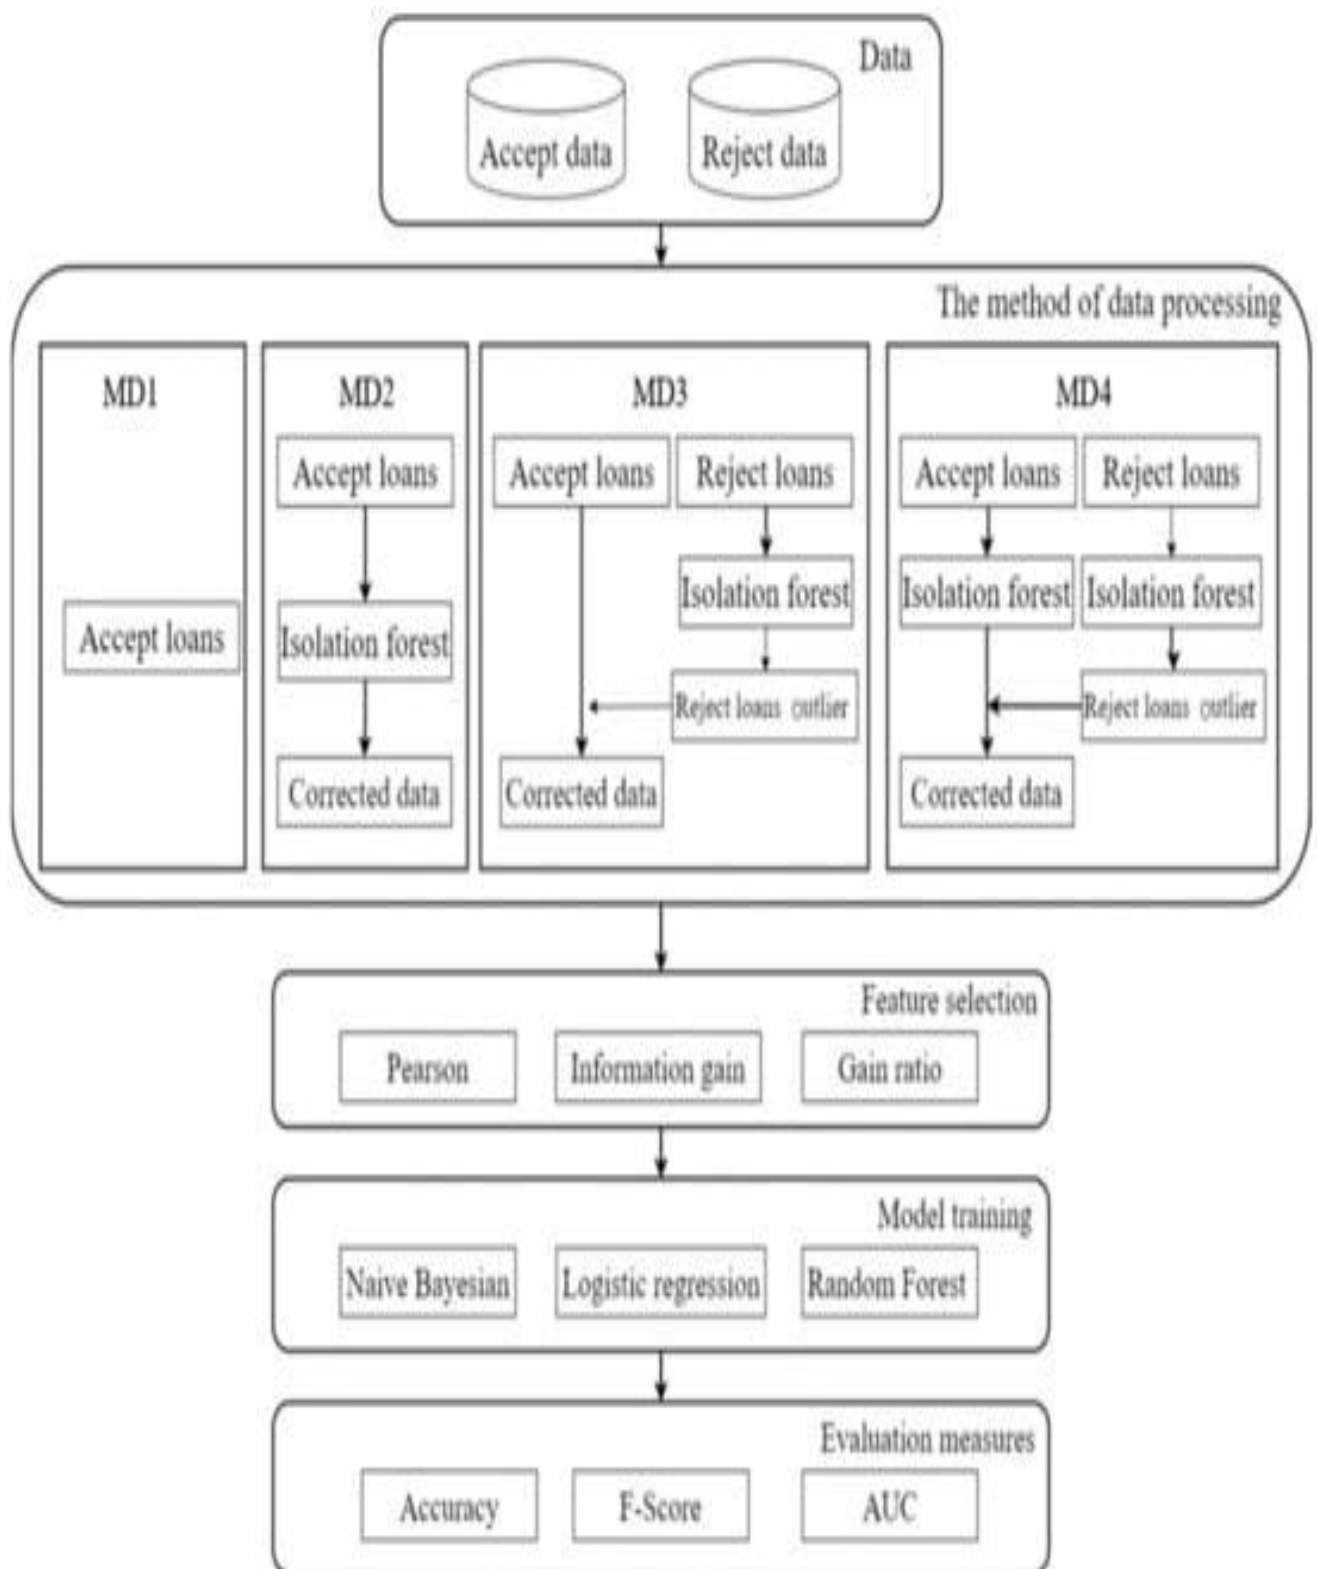 Data
Accept data
Reject data
The method of data processing
MD1
Accept loans
MD2
Accept loans
Isolation forest
Corrected data
MD3
Accept loans
Reject loans
Isolation forest
Reject loans outlier
Corrected data
MD4
Accept loans
Reject loans
Isolation forest
Isolation forest
Reject loans outlier
Corrected data
Feature selection
Pearson
Information gain
Gain ratio
Model training
Naive Bayesian
Logistic regression
Random Forest
Evaluation measures
Accuracy
F-Score
AUC